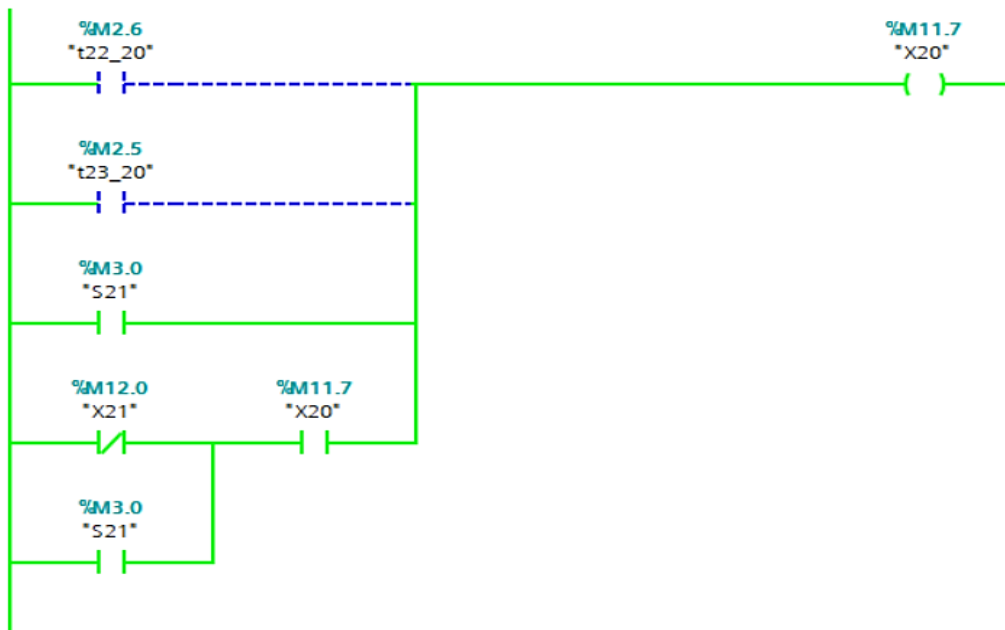 %M2.6
"t22_20"
%M11.7
"X20"
%M2.5
"t23_20"
%M3.0
"S21"
%M12.0
"X21"
%M11.7
"X20"
%M3.0
"S21"